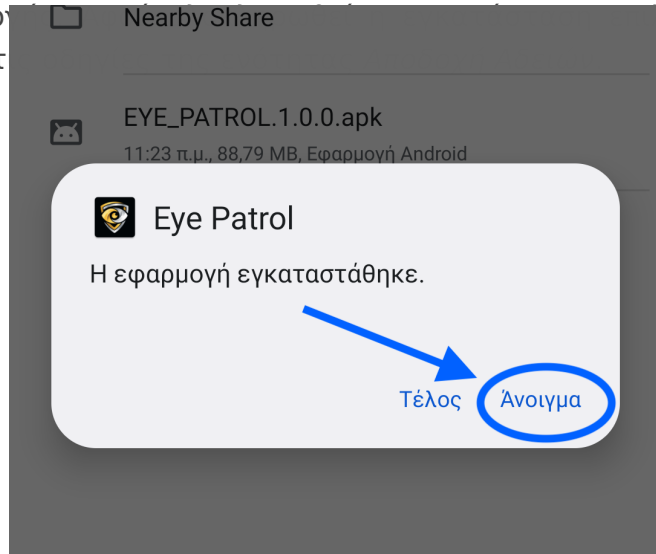 Nearby Share
EYE_PATROL.1.0.0.apk
11:23 π.μ., 88,79 MB, Εφαρμογή Android
Eye Patrol
Η εφαρμογή εγκαταστάθηκε.
Τέλος Άνοιγμα